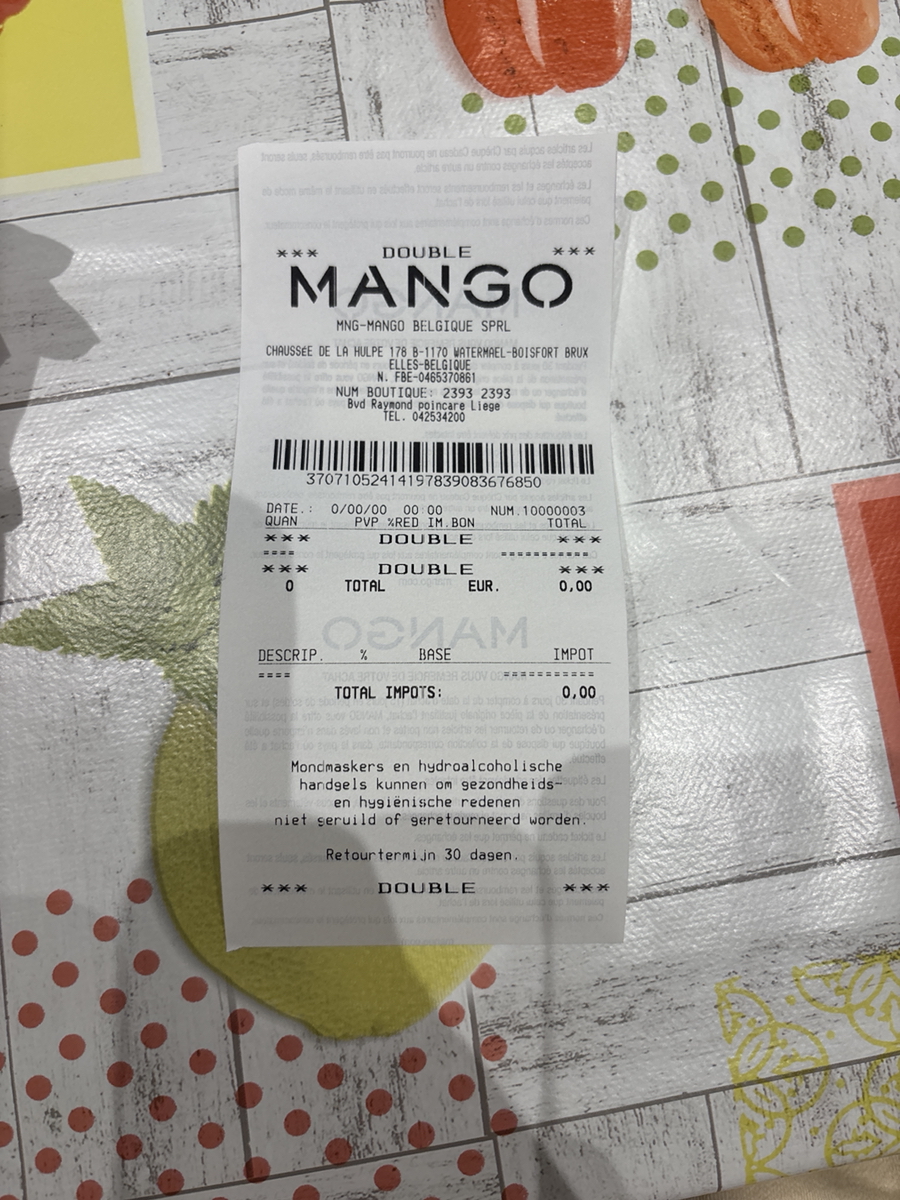 *** DOUBLE ***
MANGO
MNG-MANGO BELGIQUE SPRL
CHAUSSéE DE LA HULPE 178 B-1170 WATERMAEL-BOISFORT BRUX
ELLES-BELGIQUE
N. FBE-0465370861
NUM BOUTIQUE: 2393 2393
Bvd Raymond poincare Liege
TEL. 042534200
37071052414197839083676850
DATE.: 0/00/00 00:00 NUM.10000003
QUAN PVP %RED IM.BON TOTAL
*** DOUBLE ***
==== ===========
*** DOUBLE ***
0 TOTAL EUR. 0,00
DESCRIP. % BASE IMPOT
==== ===========
TOTAL IMPOTS: 0,00
Mondmaskers en hydroalcoholische
handgels kunnen om gezondheids-
en hygiënische redenen
niet geruild of geretourneerd worden.
Retourtermijn 30 dagen.
*** DOUBLE ***